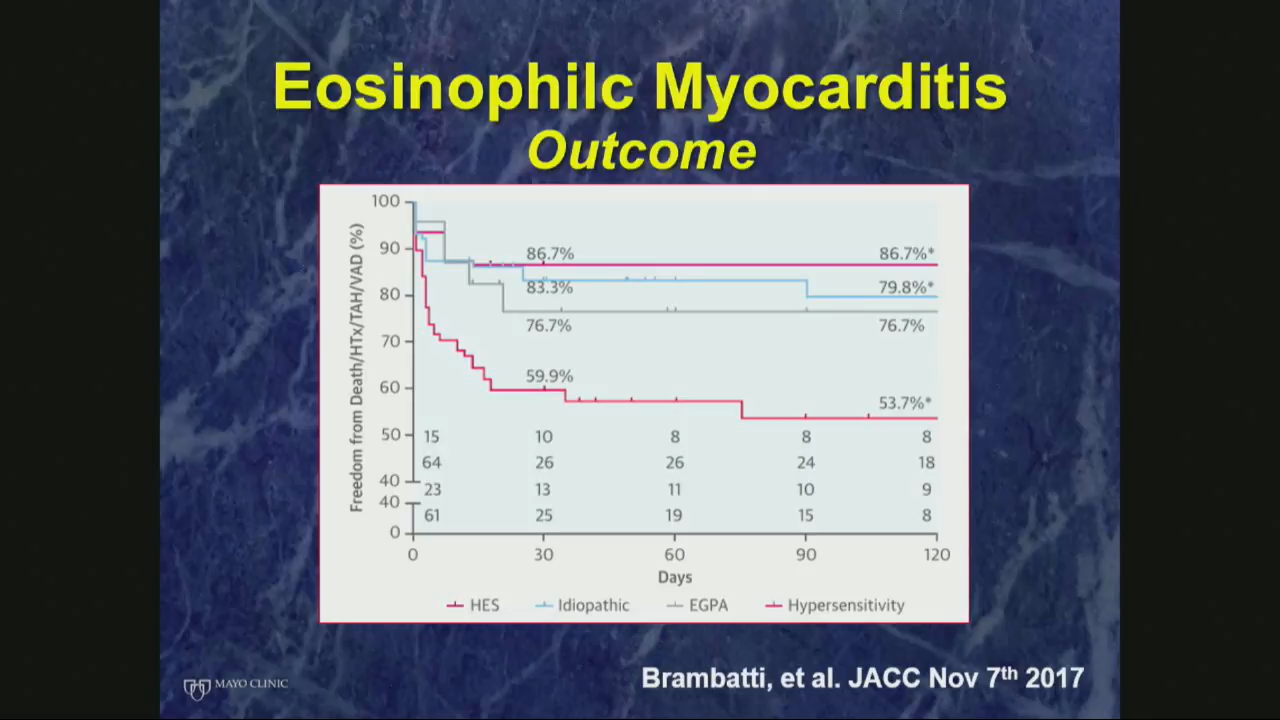 Eosinophilc Myocarditis
Outcome
Freedom from Death/HTx/TAH/VAD (%)
100
90
80
70
60
50
40
40
0
86.7% 86.7%*
83.3% 79.8%*
76.7% 76.7%
59.9% 53.7%*
15 10 8 8 8
64 26 26 24 18
23 13 11 10 9
61 25 19 15 8
0 30 60 90 120
Days
HES Idiopathic EGPA Hypersensitivity
MAYO CLINIC
Brambatti, et al. JACC Nov 7th 2017